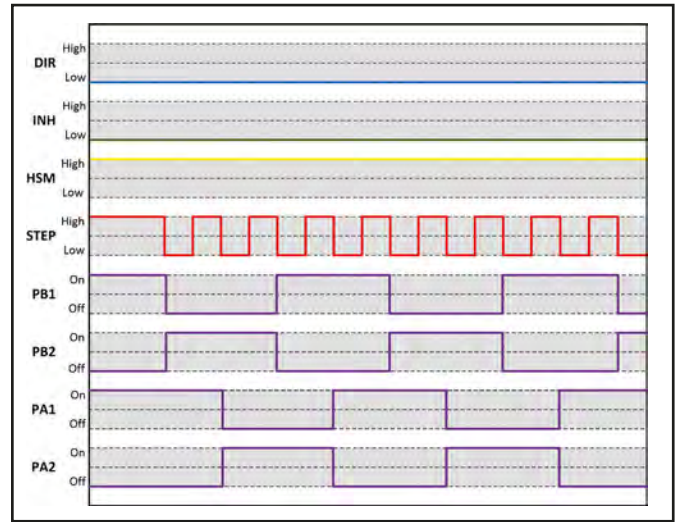 High
DIR
Low
High
INH
Low
High
HSM
Low
High
STEP
Low
On
PB1
Off
On
PB2
Off
On
PA1
Off
On
PA2
Off